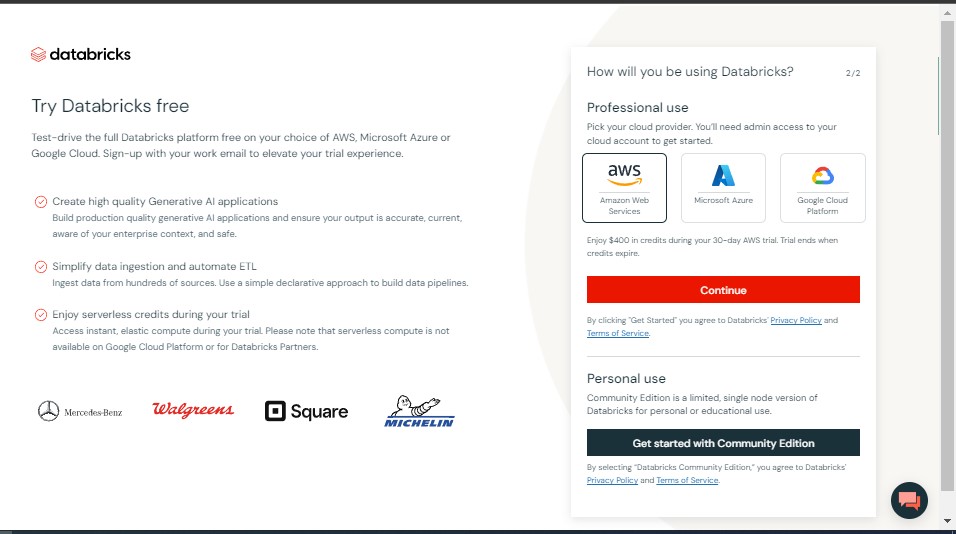 databricks
Try Databricks free
Test-drive the full Databricks platform free on your choice of AWS, Microsoft Azure or
Google Cloud. Sign-up with your work email to elevate your trial experience.
Create high quality Generative AI applications
Build production quality generative AI applications and ensure your output is accurate, current,
aware of your enterprise context, and safe.
Simplify data ingestion and automate ETL
Ingest data from hundreds of sources. Use a simple declarative approach to build data pipelines.
Enjoy serverless credits during your trial
Access instant, elastic compute during your trial. Please note that serverless compute is not
available on Google Cloud Platform or for Databricks Partners.
Mercedes-Benz
Walgreens
Square
MICHELIN
How will you be using Databricks?
2/2
Professional use
Pick your cloud provider. You'll need admin access to your
cloud account to get started.
aws
Amazon Web
Services
Microsoft Azure
Google Cloud
Platform
Enjoy $400 in credits during your 30-day AWS trial. Trial ends when
credits expire.
Continue
By clicking "Get Started" you agree to Databricks' Privacy Policy and
Terms of Service.
Personal use
Community Edition is a limited, single node version of
Databricks for personal or educational use.
Get started with Community Edition
By selecting "Databricks Community Edition," you agree to Databricks'
Privacy Policy and Terms of Service.